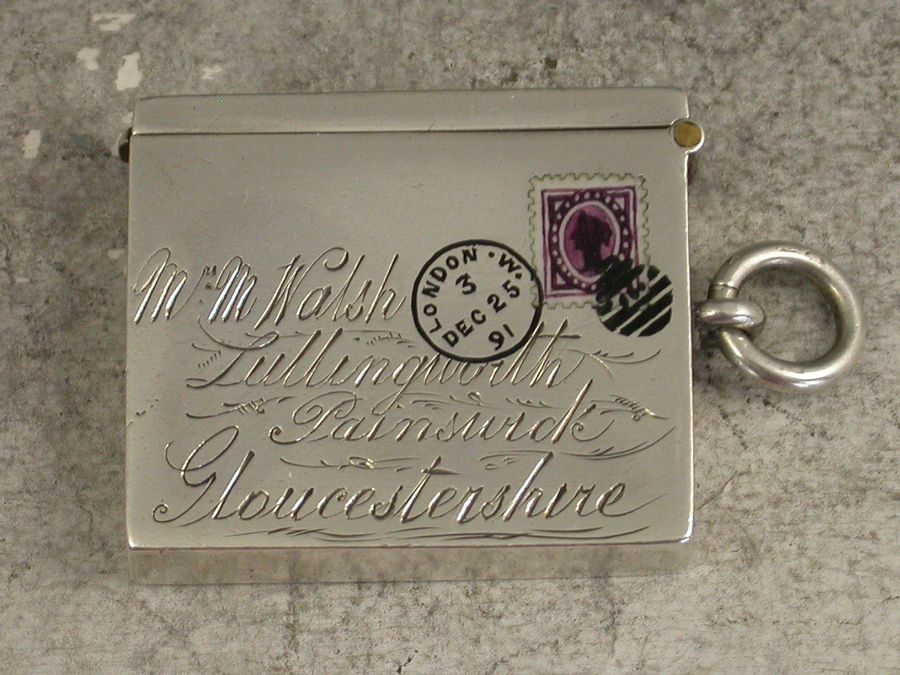 Mrs M Walsh
Lullingworth
Painswick
Gloucestershire
LONDON · W.
3
DEC 25
91